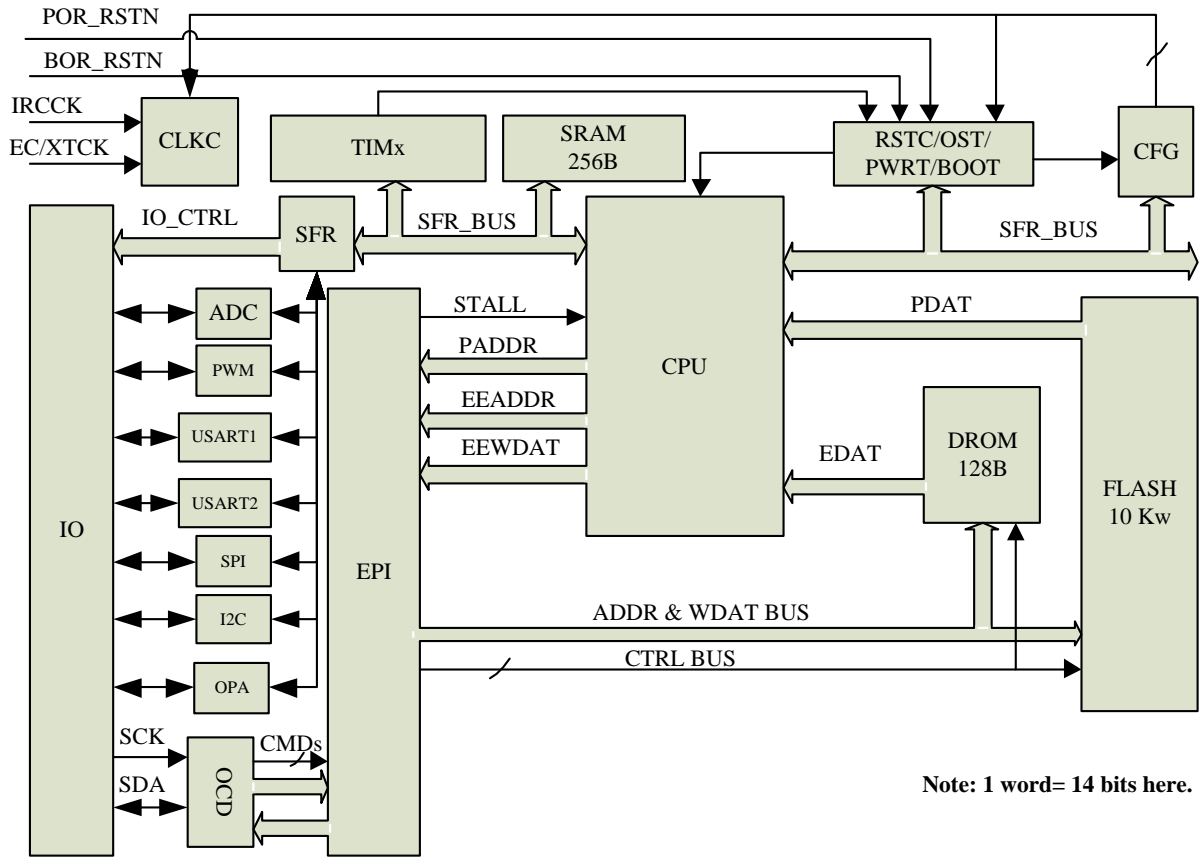 POR_RSTN
BOR_RSTN
IRCCK
EC/XTCK
CLKC
TIMx
SRAM
256B
RSTC/OST/
PWRT/BOOT
CFG
IO_CTRL
SFR
SFR_BUS
SFR_BUS
ADC
PWM
USART1
USART2
SPI
I2C
OPA
IO
EPI
STALL
PADDR
EEADDR
EEWDAT
CPU
PDAT
EDAT
DROM
128B
FLASH
10 Kw
ADDR & WDAT BUS
CTRL BUS
SCK
SDA
OCD
CMDs
Note: 1 word= 14 bits here.